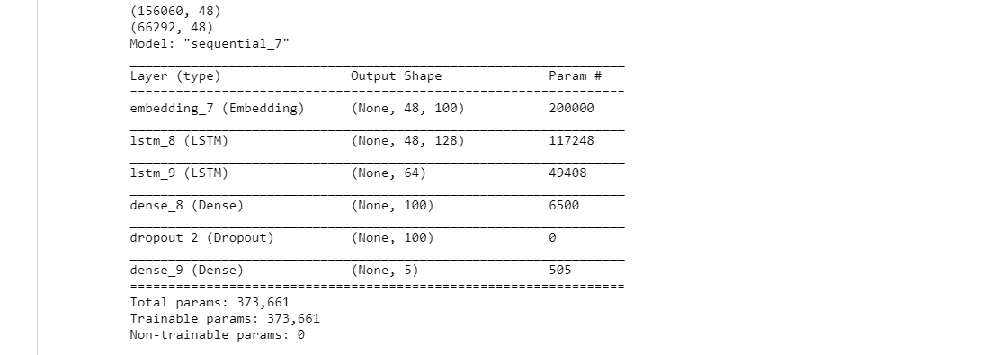 (156060, 48)
(66292, 48)
Model: "sequential_7"
_________________________________________________________________
Layer (type)                 Output Shape              Param #
=================================================================
embedding_7 (Embedding)      (None, 48, 100)           200000
_________________________________________________________________
lstm_8 (LSTM)                (None, 48, 128)           117248
_________________________________________________________________
lstm_9 (LSTM)                (None, 64)                49408
_________________________________________________________________
dense_8 (Dense)              (None, 100)               6500
_________________________________________________________________
dropout_2 (Dropout)          (None, 100)               0
_________________________________________________________________
dense_9 (Dense)              (None, 5)                 505
=================================================================
Total params: 373,661
Trainable params: 373,661
Non-trainable params: 0